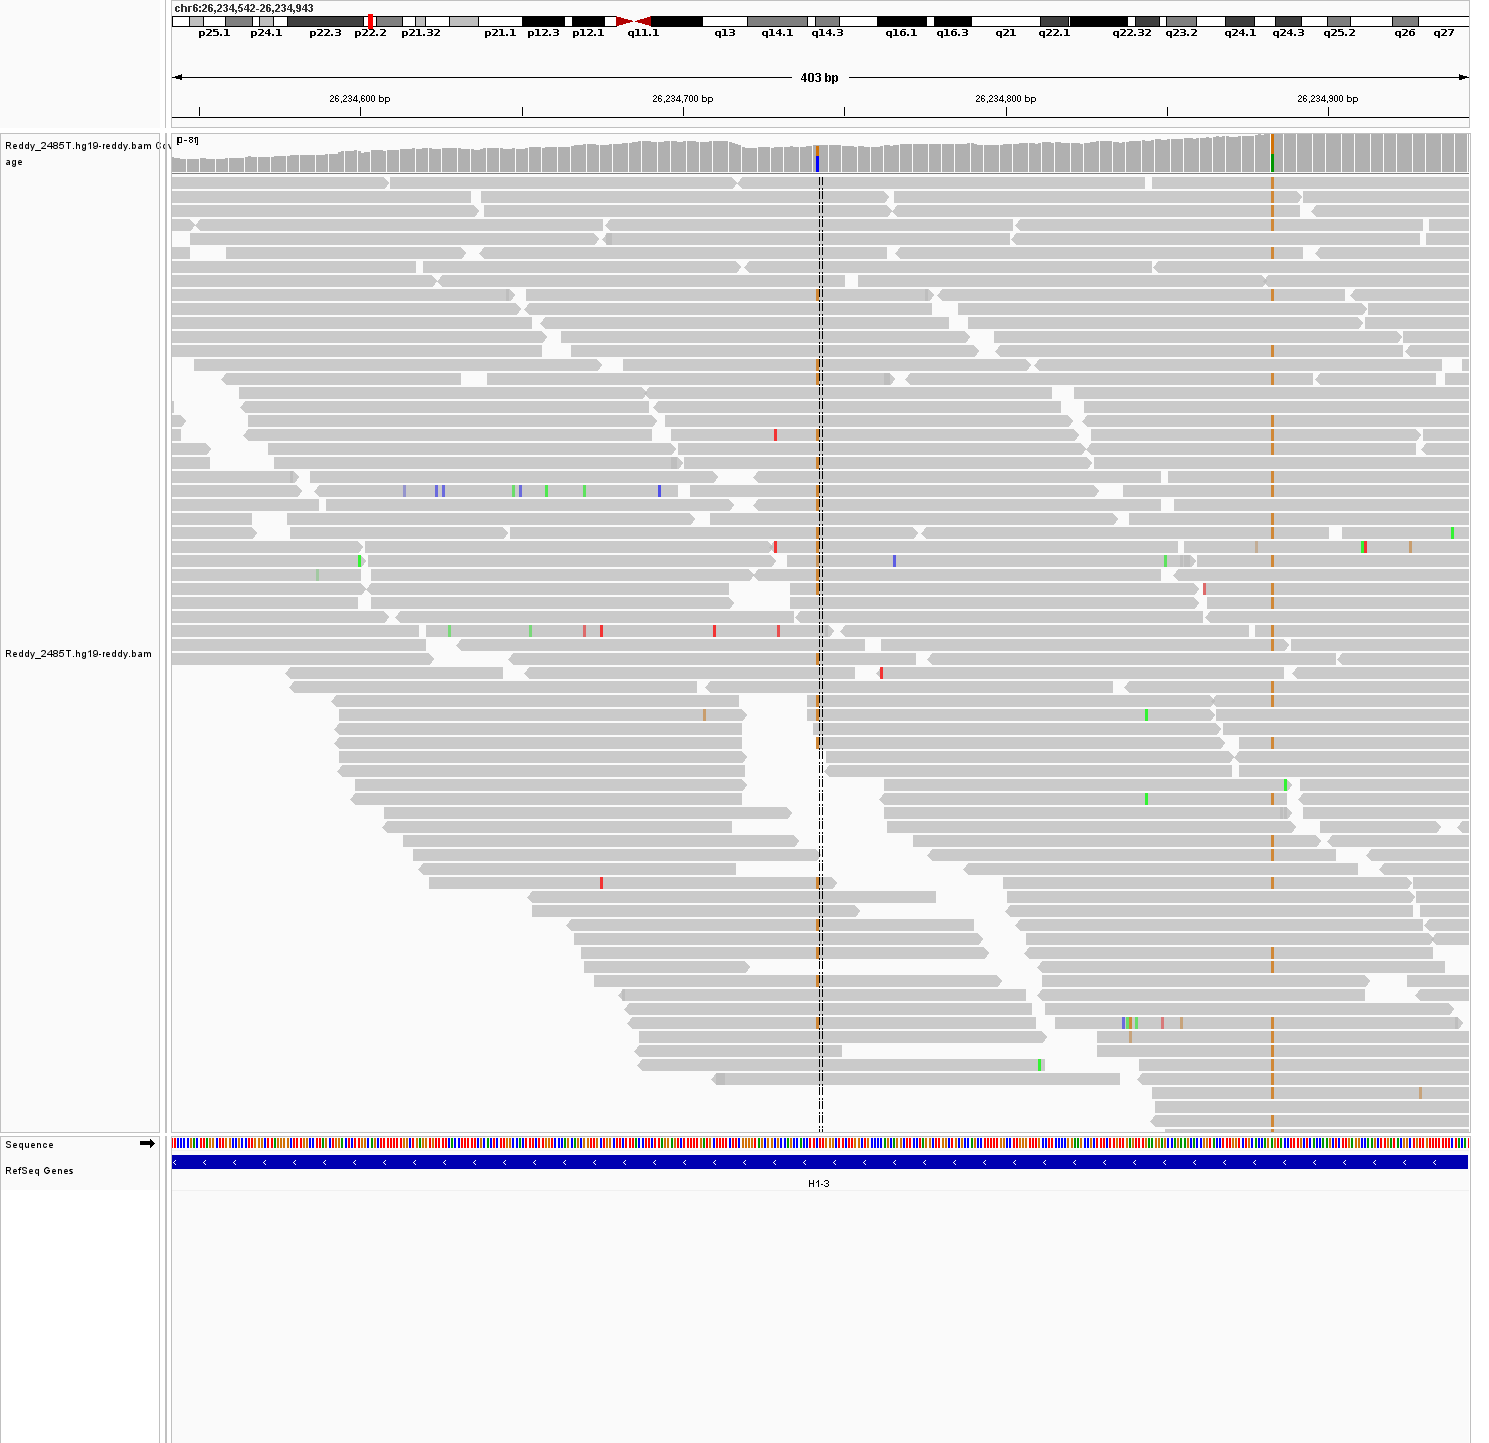 chr6:26,234,542-26,234,943
p25.1 p24.1 p22.3 p22.2 p21.32 p21.1 p12.3 p12.1 q11.1 q13 q14.1 q14.3 q16.1 q16.3 q21 q22.1 q22.32 q23.2 q24.1 q24.3 q25.2 q26 q27
403 bp
26,234,600 bp 26,234,700 bp 26,234,800 bp 26,234,900 bp
Reddy_2485T.hg19-reddy.bam Cov
age
[0-81]
Reddy_2485T.hg19-reddy.bam
Sequence
RefSeq Genes
H1-3